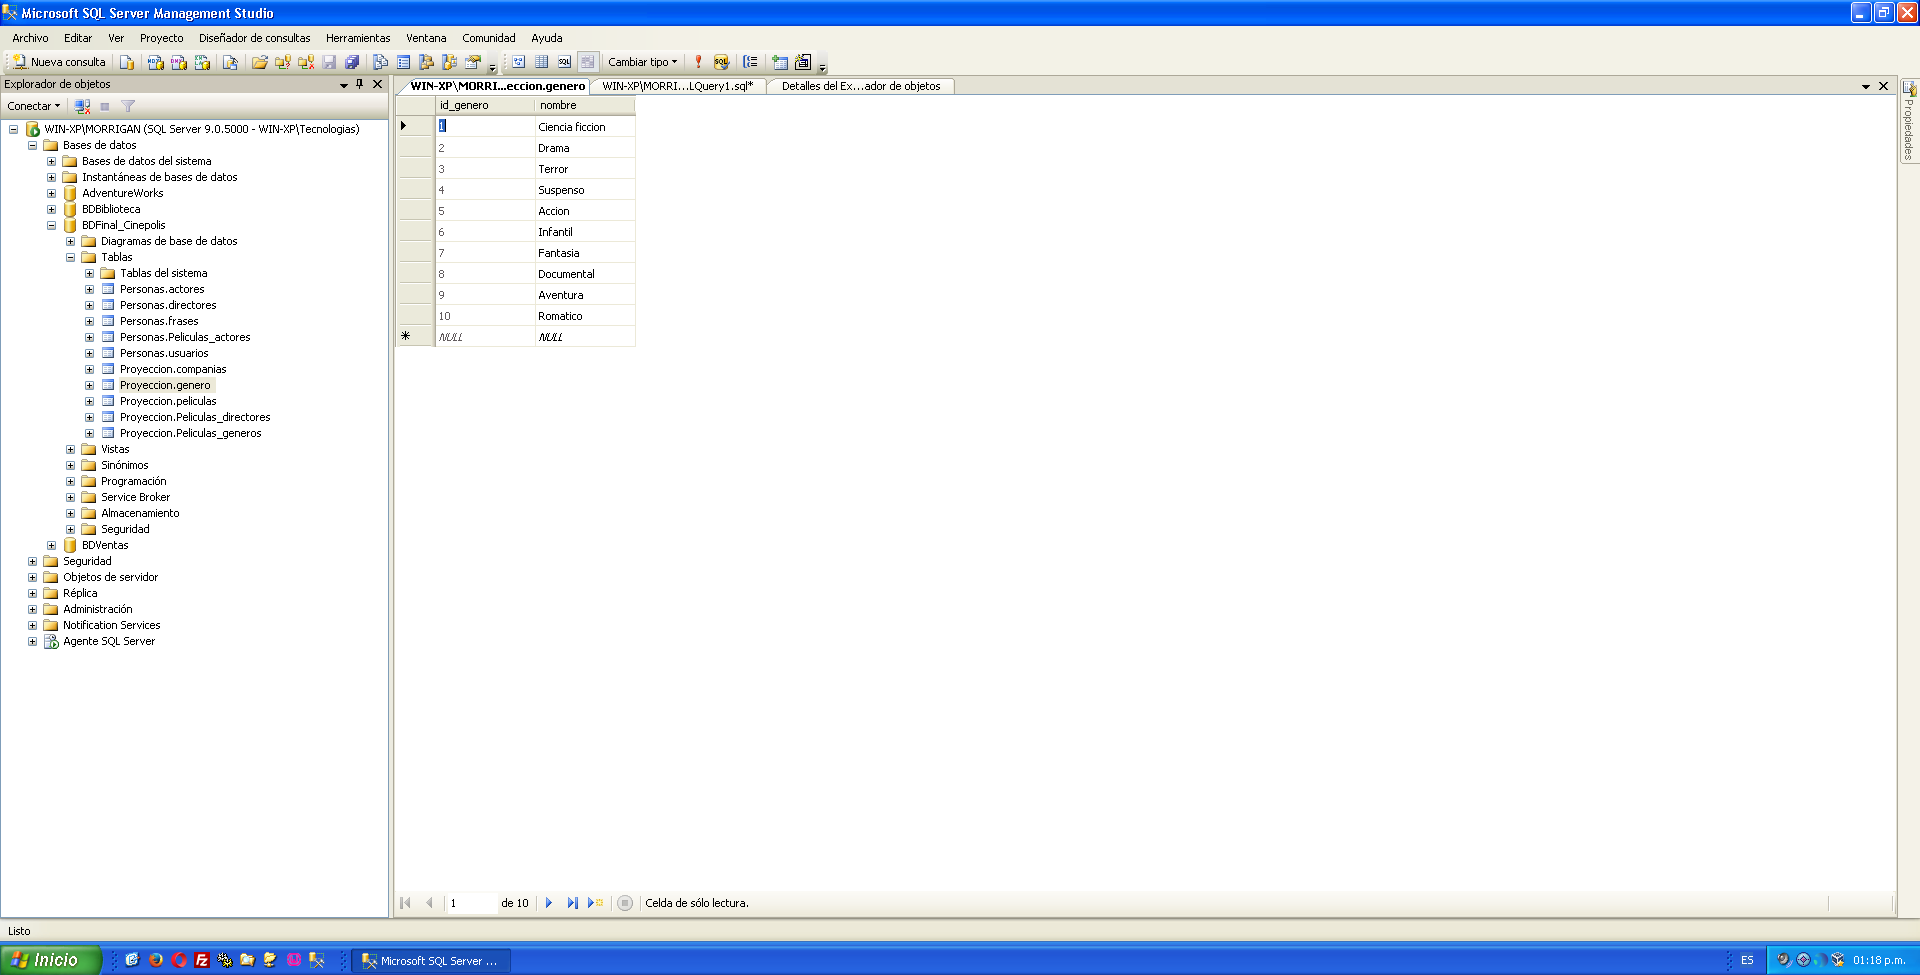 Microsoft SQL Server Management Studio
Archivo Editar Ver Proyecto Diseñador de consultas Herramientas Ventana Comunidad Ayuda
Nueva consulta Cambiar tipo
Explorador de objetos
WIN-XP\MORRI...eccion.genero WIN-XP\MORRI...LQuery1.sql* Detalles del Ex...ador de objetos
Conectar
WIN-XP\MORRIGAN (SQL Server 9.0.5000 - WIN-XP\Tecnologias)
Bases de datos
Bases de datos del sistema
Instantáneas de bases de datos
AdventureWorks
BDBiblioteca
BDFinal_Cinepolis
Diagramas de base de datos
Tablas
Tablas del sistema
Personas.actores
Personas.directores
Personas.frases
Personas.Peliculas_actores
Personas.usuarios
Proyeccion.companias
Proyeccion.genero
Proyeccion.peliculas
Proyeccion.Peliculas_directores
Proyeccion.Peliculas_generos
Vistas
Sinónimos
Programación
Service Broker
Almacenamiento
Seguridad
BDVentas
Seguridad
Objetos de servidor
Réplica
Administración
Notification Services
Agente SQL Server
id_genero nombre
1 Ciencia ficcion
2 Drama
3 Terror
4 Suspenso
5 Accion
6 Infantil
7 Fantasia
8 Documental
9 Aventura
10 Romatico
NULL NULL
Propiedades
1 de 10 Celda de sólo lectura.
Listo
Inicio Microsoft SQL Server ... ES 01:18 p.m.